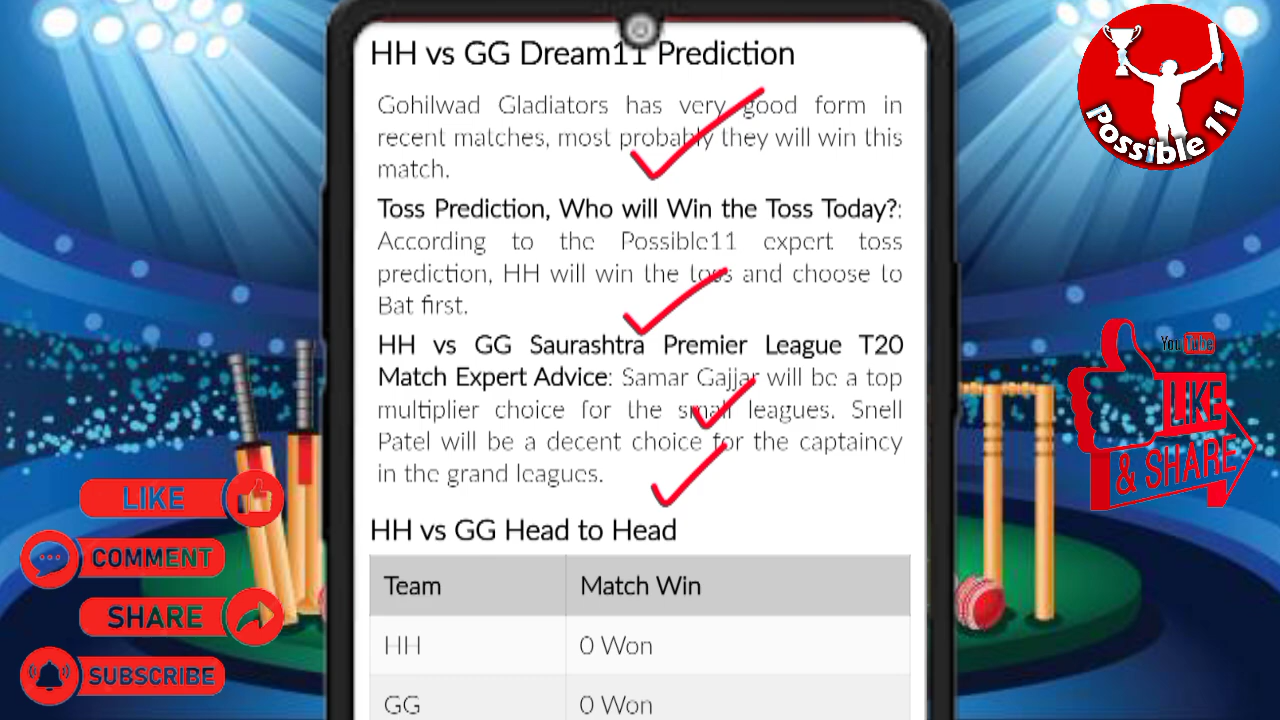 HH vs GG Dream11 Prediction
Gohilwad Gladiators has very good form in
recent matches, most probably they will win this
match.
Toss Prediction, Who will Win the Toss Today?:
According to the Possible11 expert toss
prediction, HH will win the toss and choose to
Bat first.
HH vs GG Saurashtra Premier League T20
Match Expert Advice: Samar Gajjar will be a top
multiplier choice for the small leagues. Snell
Patel will be a decent choice for the captaincy
in the grand leagues.
HH vs GG Head to Head
Team Match Win
HH 0 Won
GG 0 Won
Possible 11
You Tube
LIKE
& SHARE
LIKE
COMMENT
SHARE
SUBSCRIBE